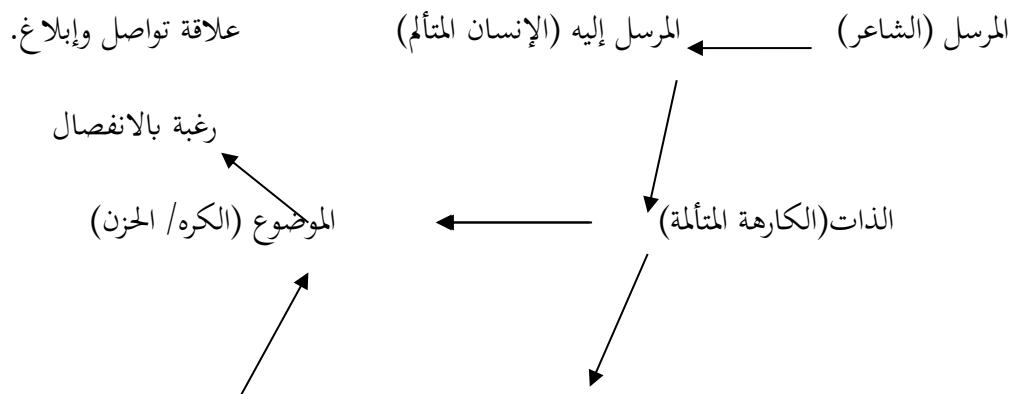 المرسل (الشاعر) المرسل إليه (الإنسان المتألم) علاقة تواصل وإبلاغ.
رغبة بالانفصال
الذات(الكارهة المتألمة) الموضوع (الكره/ الحزن)